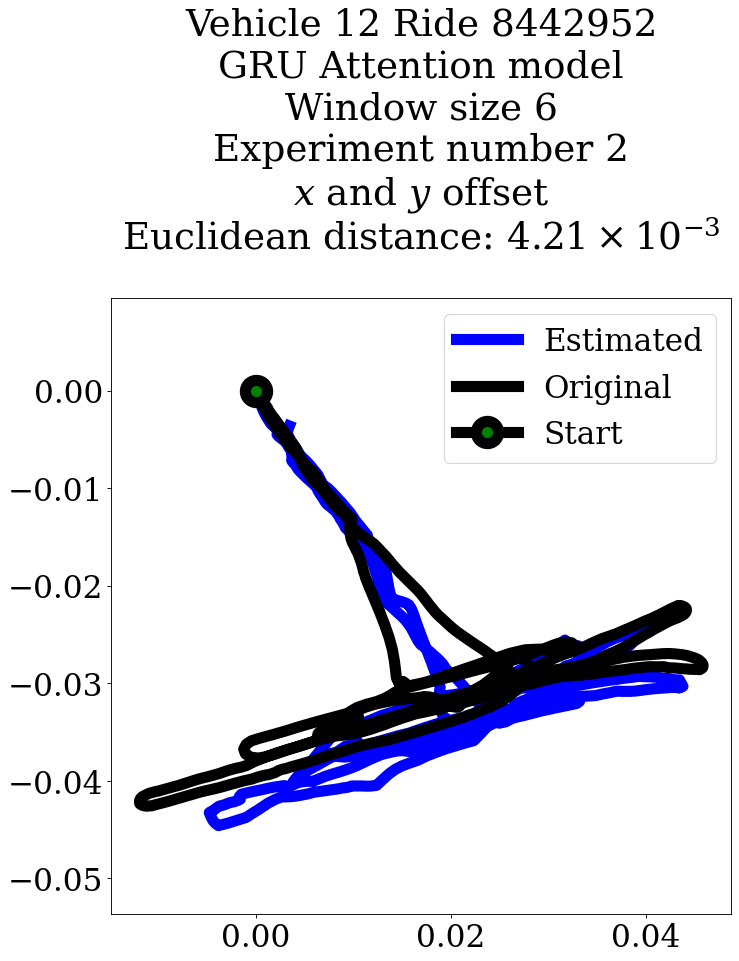 Vehicle 12 Ride 8442952
GRU Attention model
Window size 6
Experiment number 2
x and y offset
Euclidean distance: 4.21 × 10⁻³
Estimated
Original
Start
0.00
−0.01
−0.02
−0.03
−0.04
−0.05
0.00 0.02 0.04